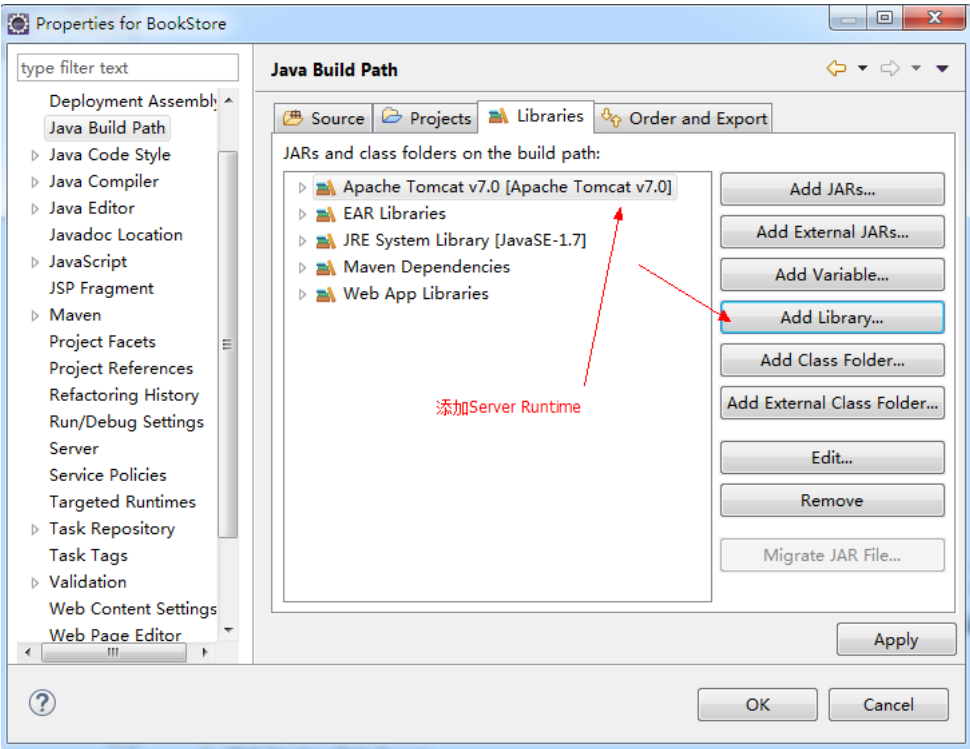 Properties for BookStore
type filter text
Deployment Assembly
Java Build Path
Java Code Style
Java Compiler
Java Editor
Javadoc Location
JavaScript
JSP Fragment
Maven
Project Facets
Project References
Refactoring History
Run/Debug Settings
Server
Service Policies
Targeted Runtimes
Task Repository
Task Tags
Validation
Web Content Settings
Web Page Editor
Java Build Path
Source
Projects
Libraries
Order and Export
JARs and class folders on the build path:
Apache Tomcat v7.0 [Apache Tomcat v7.0]
EAR Libraries
JRE System Library [JavaSE-1.7]
Maven Dependencies
Web App Libraries
添加Server Runtime
Add JARs...
Add External JARs...
Add Variable...
Add Library...
Add Class Folder...
Add External Class Folder...
Edit...
Remove
Migrate JAR File...
Apply
OK
Cancel